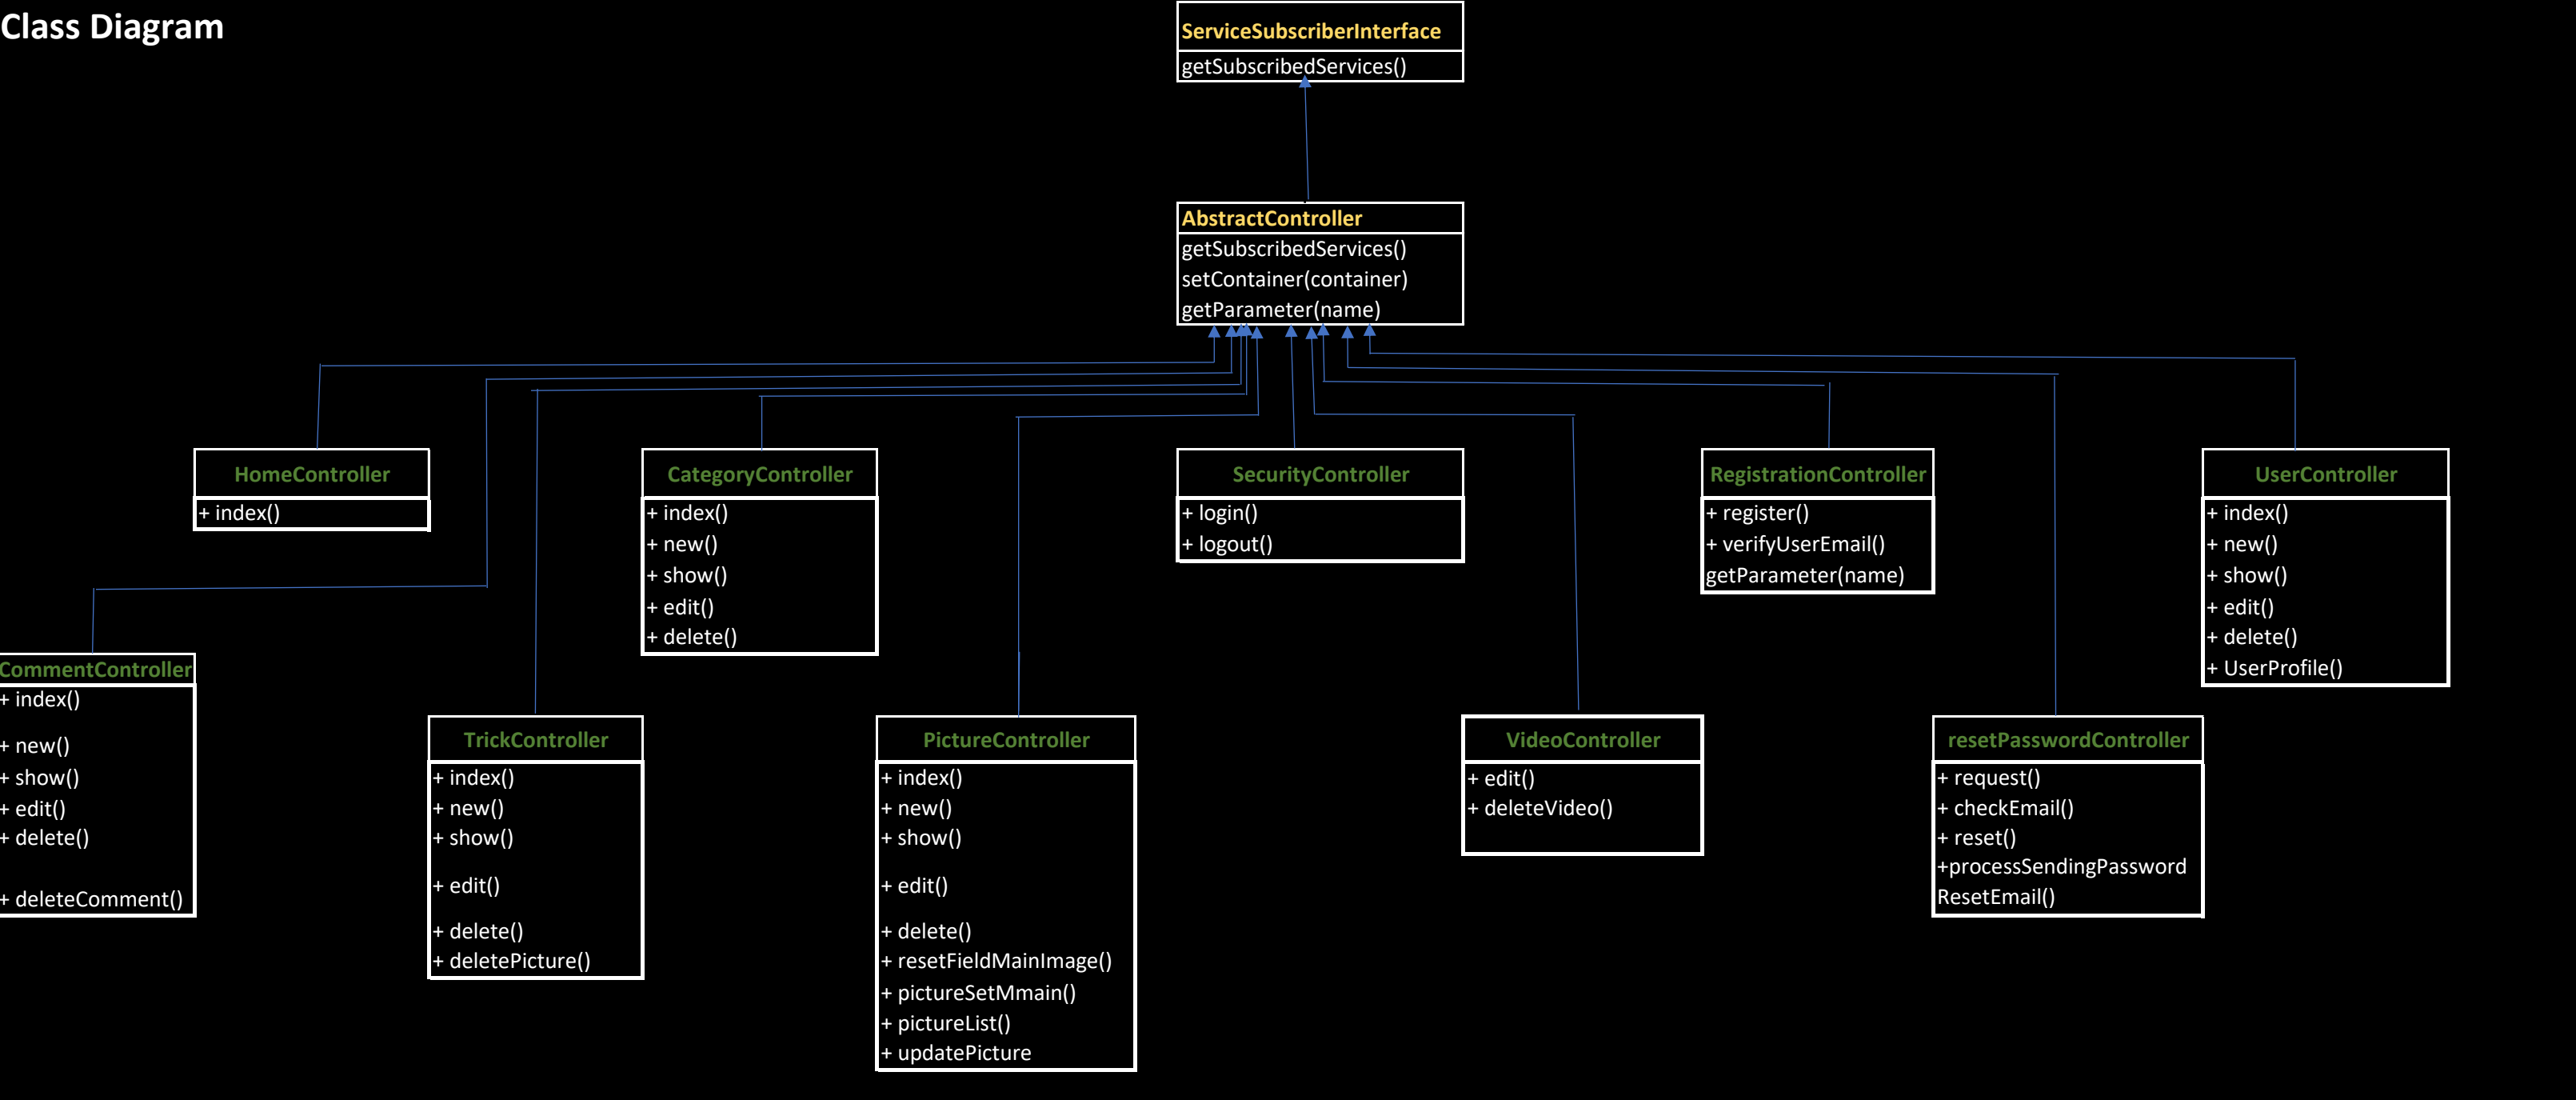 Class Diagram
ServiceSubscriberInterface
getSubscribedServices()
AbstractController
getSubscribedServices()
setContainer(container)
getParameter(name)
HomeController
+ index()
CategoryController
+ index()
+ new()
+ show()
+ edit()
+ delete()
SecurityController
+ login()
+ logout()
RegistrationController
+ register()
+ verifyUserEmail()
getParameter(name)
UserController
+ index()
+ new()
+ show()
+ edit()
+ delete()
+ UserProfile()
CommentController
+ index()
+ new()
+ show()
+ edit()
+ delete()
+ deleteComment()
TrickController
+ index()
+ new()
+ show()
+ edit()
+ delete()
+ deletePicture()
PictureController
+ index()
+ new()
+ show()
+ edit()
+ delete()
+ resetFieldMainImage()
+ pictureSetMmain()
+ pictureList()
+ updatePicture
VideoController
+ edit()
+ deleteVideo()
resetPasswordController
+ request()
+ checkEmail()
+ reset()
+processSendingPassword
ResetEmail()